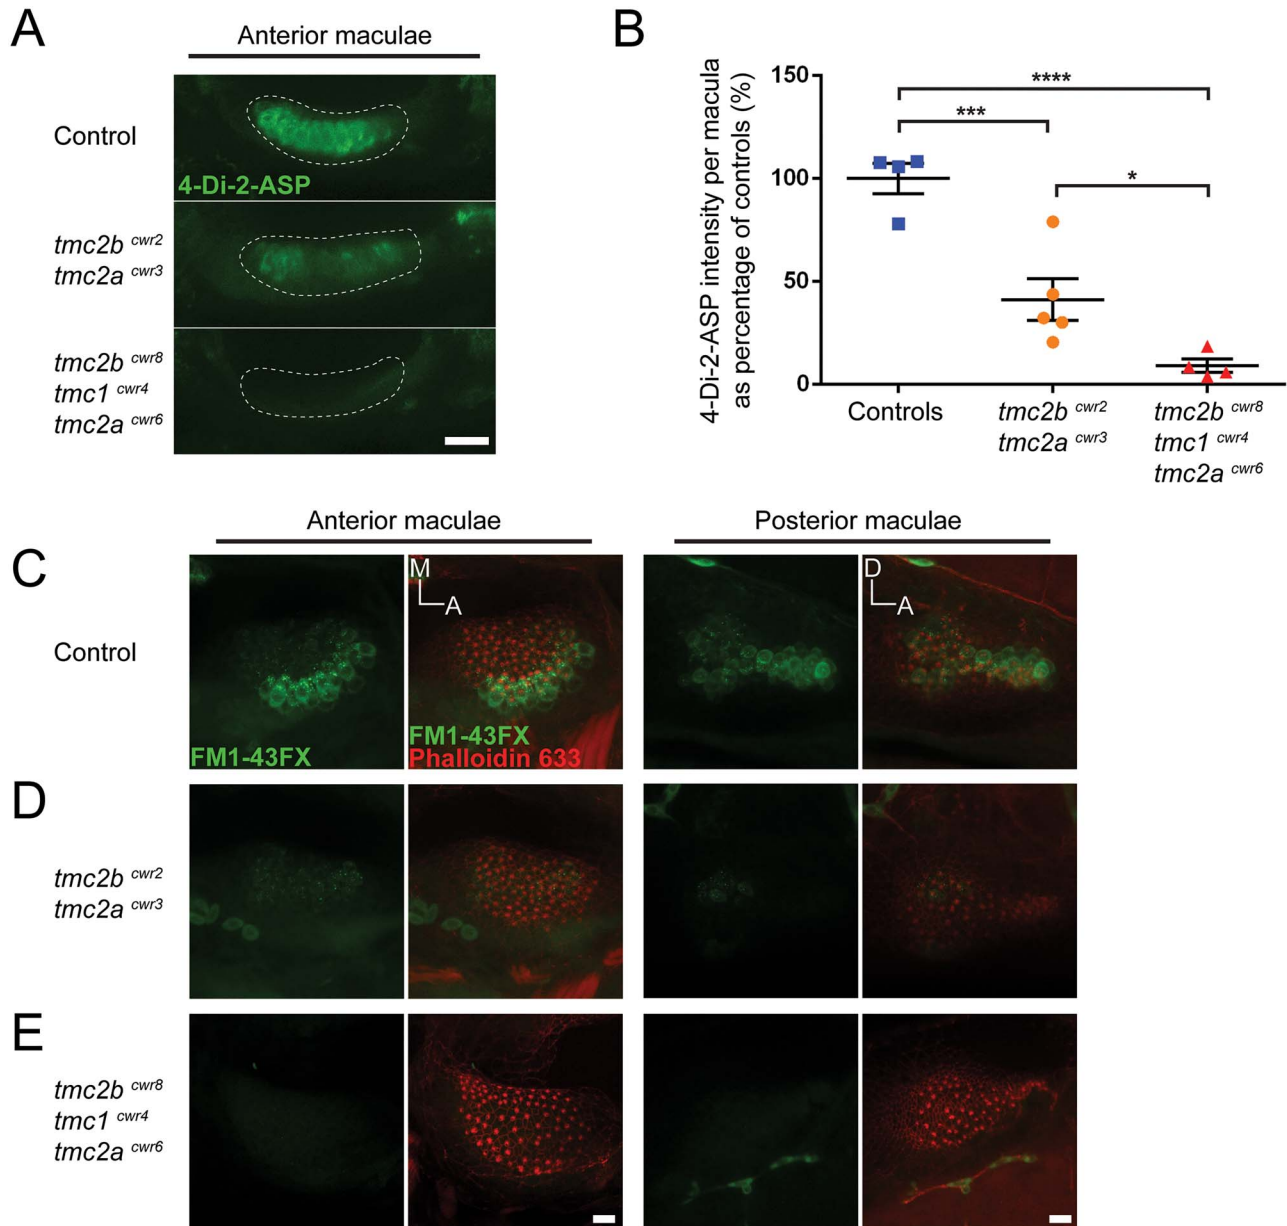 A
Anterior maculae
Control
4-Di-2-ASP
tmc2b cwr2
tmc2a cwr3
tmc2b cwr8
tmc1 cwr4
tmc2a cwr6
B
4-Di-2-ASP intensity per macula
as percentage of controls (%)
150
100
50
0
****
***
*
Controls
tmc2b cwr2
tmc2a cwr3
tmc2b cwr8
tmc1 cwr4
tmc2a cwr6
Anterior maculae
Posterior maculae
C
Control
FM1-43FX
M
A
FM1-43FX
Phalloidin 633
D
A
D
tmc2b cwr2
tmc2a cwr3
E
tmc2b cwr8
tmc1 cwr4
tmc2a cwr6